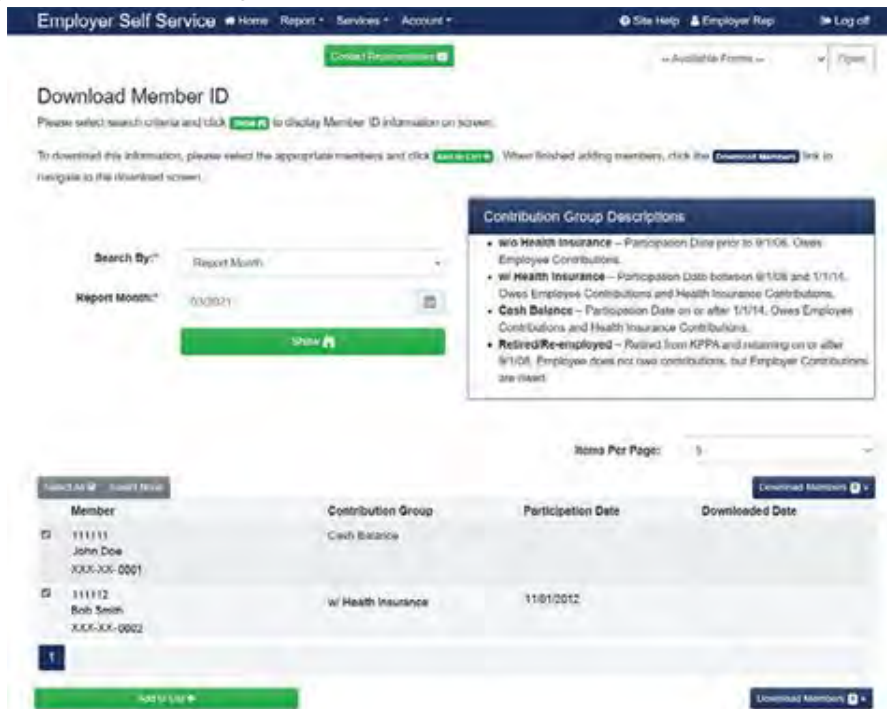 Employer Self Service Home Report Services Account Site Help Employer Rep Log off
Contact Representative -- Available Forms -- Open
Download Member ID
Please select search criteria and click Show to display Member ID information on screen.
To download this information, please select the appropriate members and click Add to List. When finished adding members, click the Download Members link to
navigate to the download screen.
Contribution Group Descriptions
• w/o Health Insurance – Participation Date prior to 9/1/08. Owes
Employee Contributions.
Search By:* Report Month
• w/ Health Insurance – Participation Date between 9/1/08 and 1/1/14.
Owes Employee Contributions and Health Insurance Contributions.
Report Month:* 03/2021
• Cash Balance – Participation Date on or after 1/1/14. Owes Employee
Contributions and Health Insurance Contributions.
Show
• Retired/Re-employed – Retired from KPPA and returning on or after
9/1/08. Employee does not owe contributions, but Employer Contributions
are owed.
Items Per Page: 5
Select All Select None Download Members
Member Contribution Group Participation Date Downloaded Date
111111 Cash Balance
John Doe
XXX-XX-0001
111112 w/ Health Insurance 11/01/2012
Bob Smith
XXX-XX-0002
1
Add to List Download Members